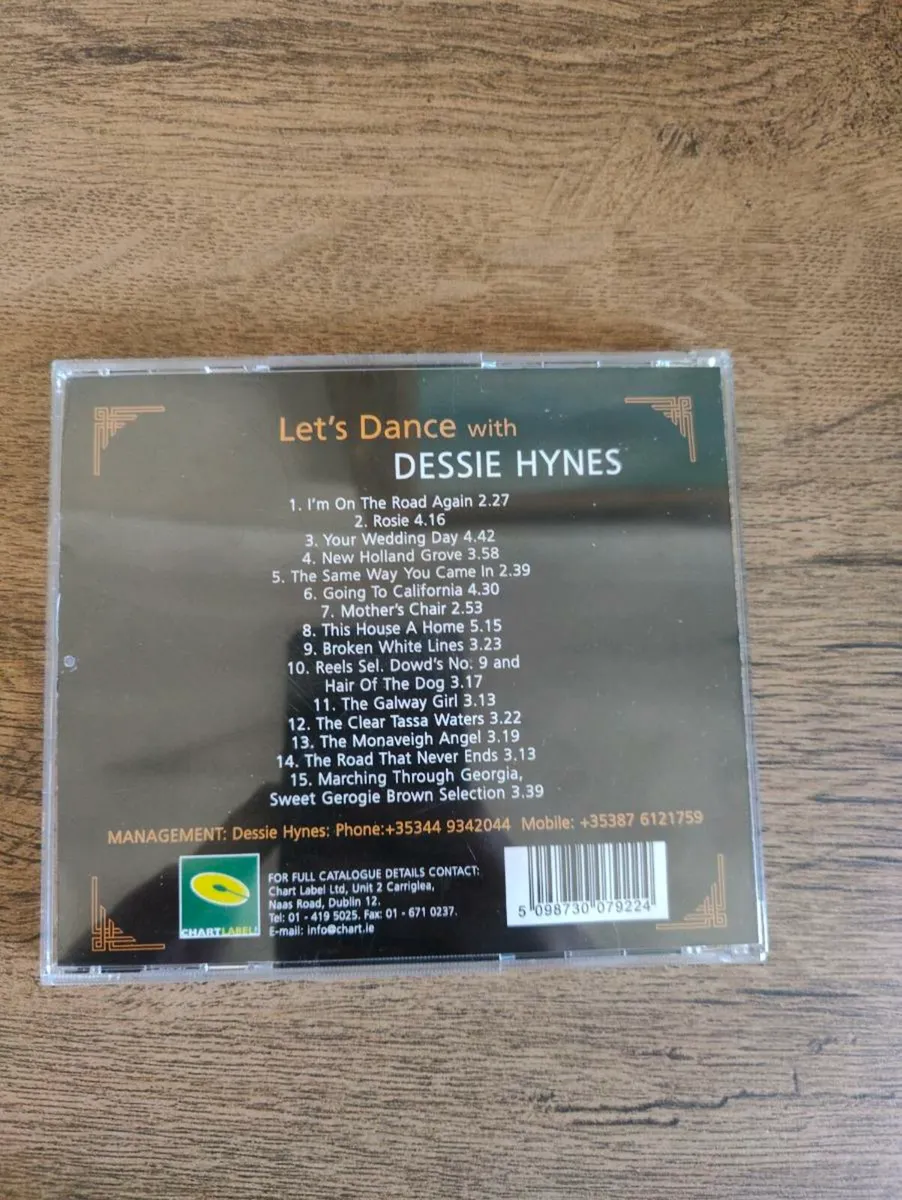 Let's Dance with
DESSIE HYNES
1. I'm On The Road Again 2.27
2. Rosie 4.16
3. Your Wedding Day 4.42
4. New Holland Grove 3.58
5. The Same Way You Came In 2.39
6. Going To California 4.30
7. Mother's Chair 2.53
8. This House A Home 5.15
9. Broken White Lines 3.23
10. Reels Sel. Dowd's No. 9 and
Hair Of The Dog 3.17
11. The Galway Girl 3.13
12. The Clear Tassa Waters 3.22
13. The Monaveigh Angel 3.19
14. The Road That Never Ends 3.13
15. Marching Through Georgia,
Sweet Gerogie Brown Selection 3.39
MANAGEMENT: Dessie Hynes: Phone:+35344 9342044 Mobile: +35387 6121759
FOR FULL CATALOGUE DETAILS CONTACT:
Chart Label Ltd, Unit 2 Carriglea,
Naas Road, Dublin 12.
Tel: 01 - 419 5025. Fax: 01 - 671 0237.
E-mail: info@chart.ie
CHARTLABEL
5 098730 079224